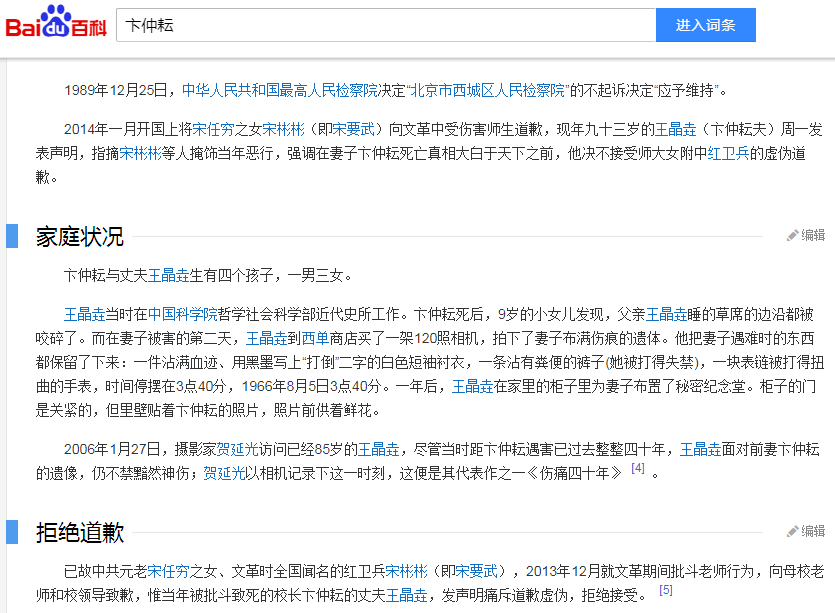 Bai du 百科 卞仲耘 进入词条
1989年12月25日，中华人民共和国最高人民检察院决定“北京市西城区人民检察院”的不起诉决定“应予维持”。
2014年一月开国上将宋任穷之女宋彬彬（即宋要武）向文革中受伤害师生道歉，现年九十三岁的王晶垚（卞仲耘夫）周一发
表声明，指摘宋彬彬等人掩饰当年恶行，强调在妻子卞仲耘死亡真相大白于天下之前，他决不接受师大女附中红卫兵的虚伪道
歉。
家庭状况 编辑
卞仲耘与丈夫王晶垚生有四个孩子，一男三女。
王晶垚当时在中国科学院哲学社会科学部近代史所工作。卞仲耘死后，9岁的小女儿发现，父亲王晶垚睡的草席的边沿都被
咬碎了。而在妻子被害的第二天，王晶垚到西单商店买了一架120照相机，拍下了妻子布满伤痕的遗体。他把妻子遇难时的东西
都保留了下来：一件沾满血迹、用黑墨写上“打倒”二字的白色短袖衬衣，一条沾有粪便的裤子(她被打得失禁)，一块表链被打得扭
曲的手表，时间停摆在3点40分，1966年8月5日3点40分。一年后，王晶垚在家里的柜子里为妻子布置了秘密纪念堂。柜子的门
是关紧的，但里壁贴着卞仲耘的照片，照片前供着鲜花。
2006年1月27日，摄影家贺延光访问已经85岁的王晶垚，尽管当时距卞仲耘遇害已过去整整四十年，王晶垚面对前妻卞仲耘
的遗像，仍不禁黯然神伤；贺延光以相机记录下这一时刻，这便是其代表作之一《伤痛四十年》 [4] 。
拒绝道歉 编辑
已故中共元老宋任穷之女、文革时全国闻名的红卫兵宋彬彬（即宋要武），2013年12月就文革期间批斗老师行为，向母校老
师和校领导致歉，惟当年被批斗致死的校长卞仲耘的丈夫王晶垚，发声明痛斥道歉虚伪，拒绝接受。 [5]